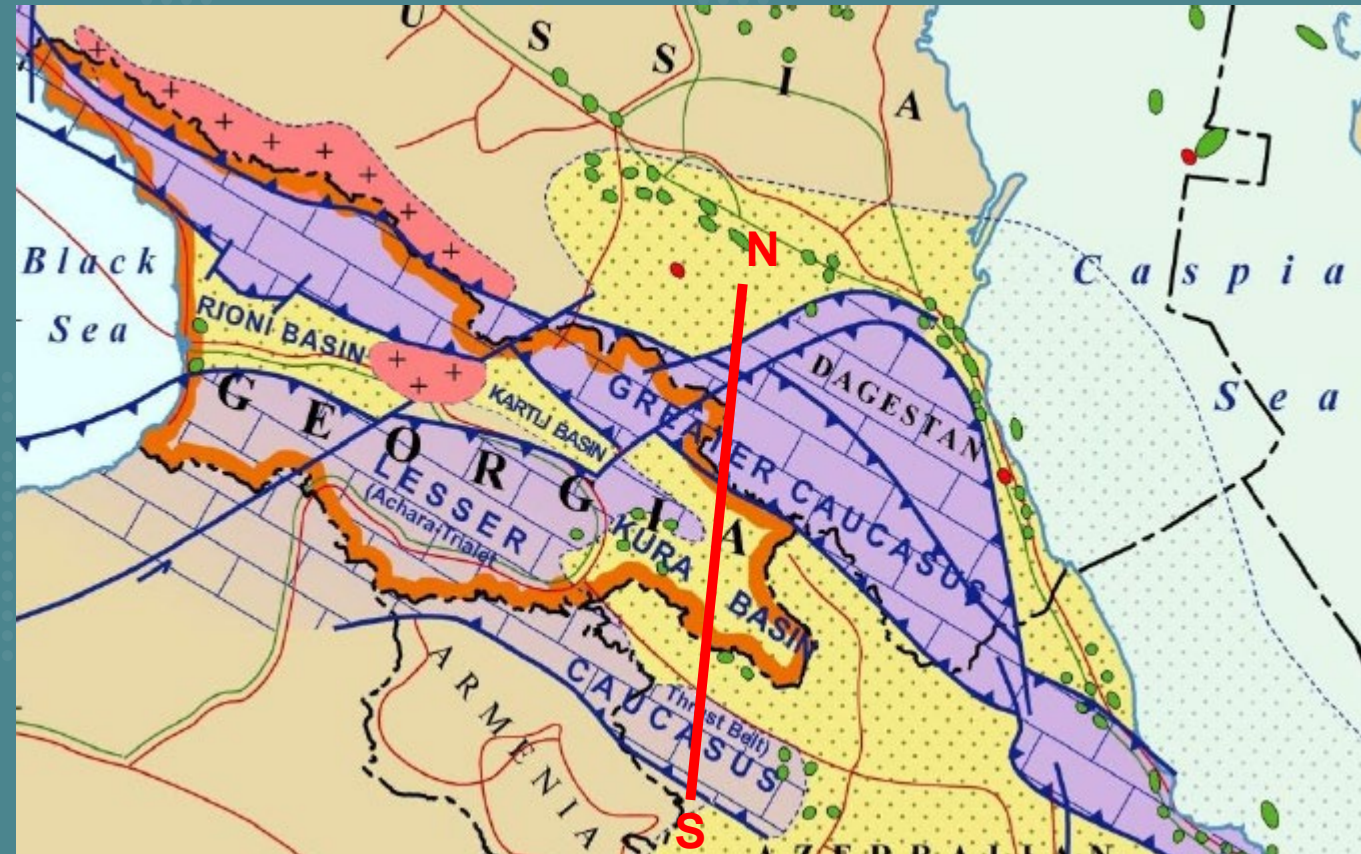 U S S I A
N
Black
Sea
Caspia
Sea
RIONI BASIN
KARTLI BASIN
GEORGIA
GREATER CAUCASUS
DAGESTAN
LESSER
(Achara-Trialet
KURA
BASIN
CAUCASUS
Thrust Belt)
ARMENIA
S
AZERBAIJAN